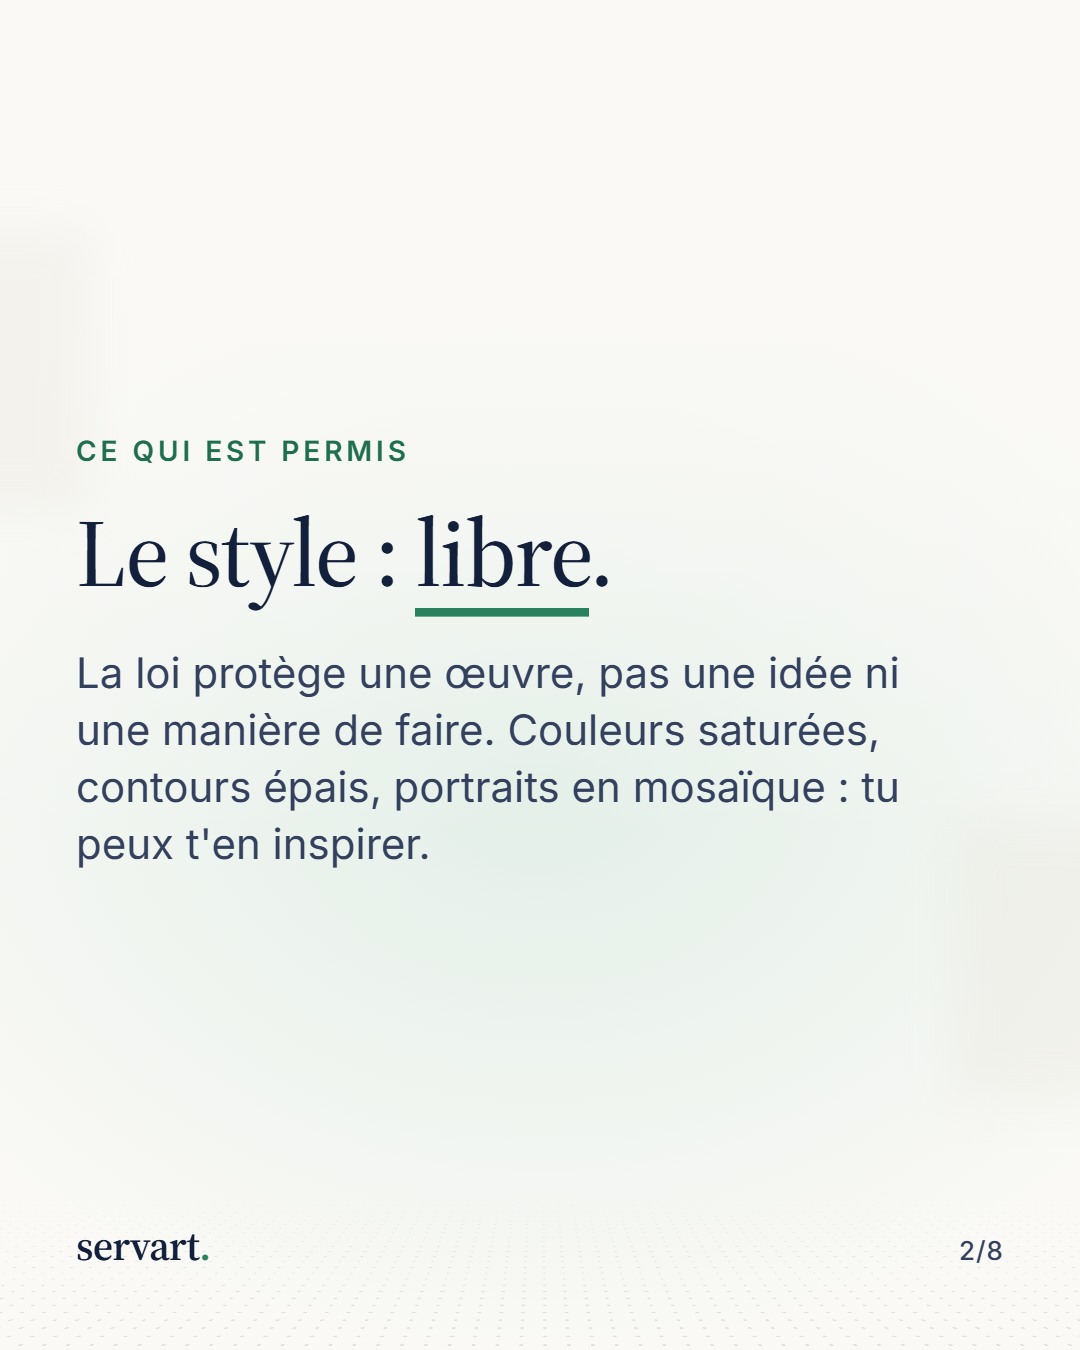 CE QUI EST PERMIS
Le style : libre.
La loi protège une œuvre, pas une idée ni
une manière de faire. Couleurs saturées,
contours épais, portraits en mosaïque : tu
peux t'en inspirer.
servart.
2/8